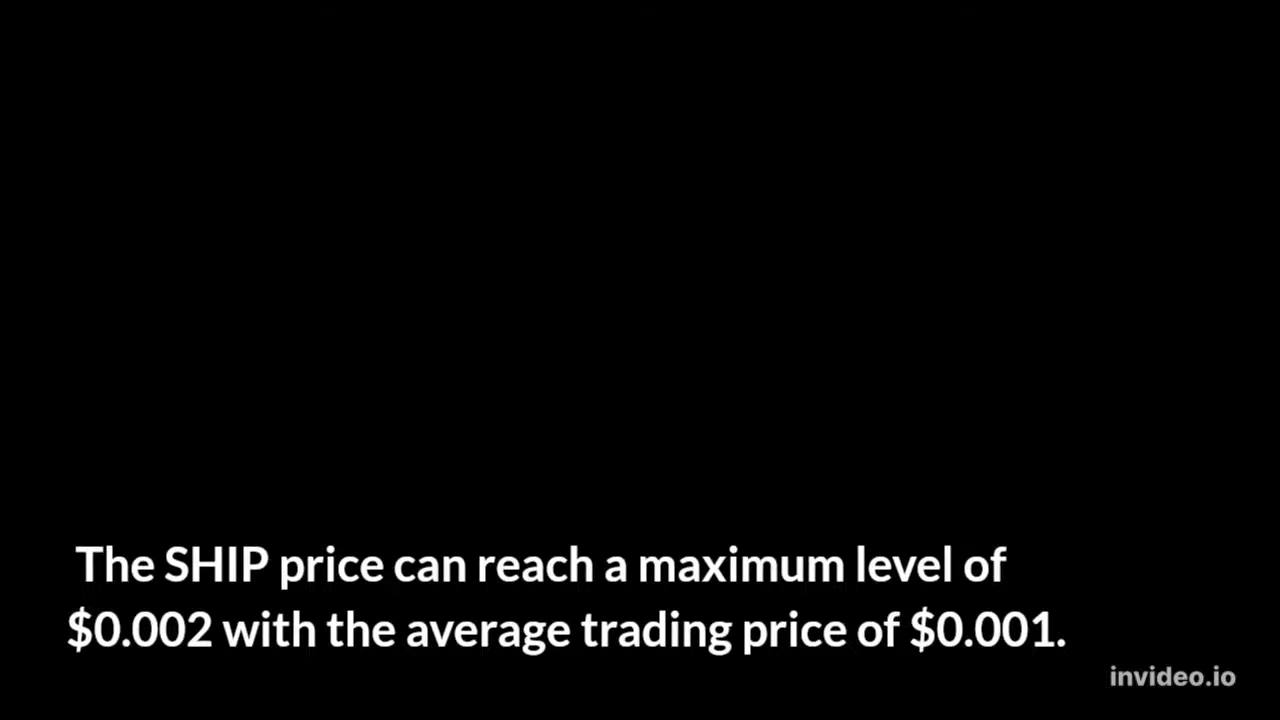 The SHIP price can reach a maximum level of
$0.002 with the average trading price of $0.001.
invideo.io